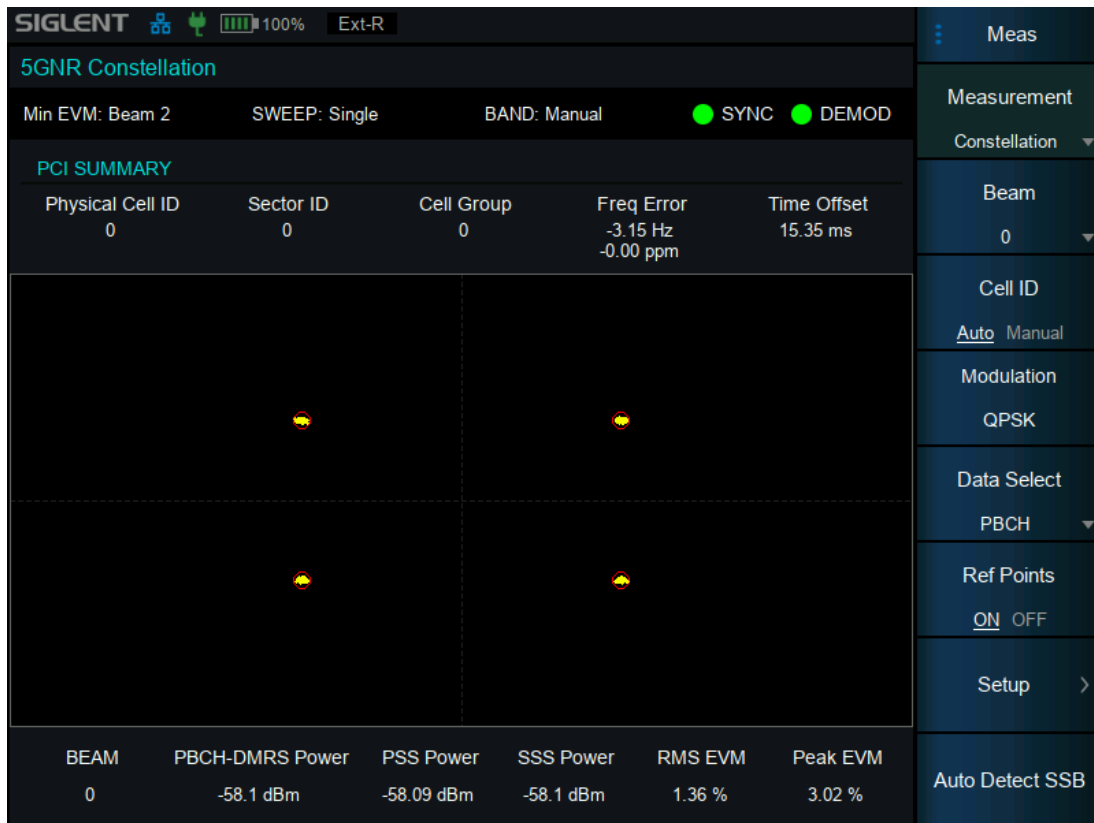 SIGLENT 100% Ext-R
5GNR Constellation
Min EVM: Beam 2 SWEEP: Single BAND: Manual SYNC DEMOD
PCI SUMMARY
Physical Cell ID Sector ID Cell Group Freq Error Time Offset
0 0 0 -3.15 Hz 15.35 ms
-0.00 ppm
BEAM PBCH-DMRS Power PSS Power SSS Power RMS EVM Peak EVM
0 -58.1 dBm -58.09 dBm -58.1 dBm 1.36 % 3.02 %
Meas
Measurement
Constellation
Beam
0
Cell ID
Auto Manual
Modulation
QPSK
Data Select
PBCH
Ref Points
ON OFF
Setup
Auto Detect SSB